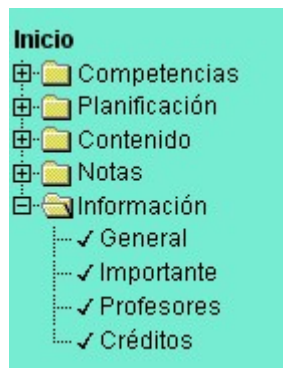 Inicio
Competencias
Planificación
Contenido
Notas
Información
General
Importante
Profesores
Créditos